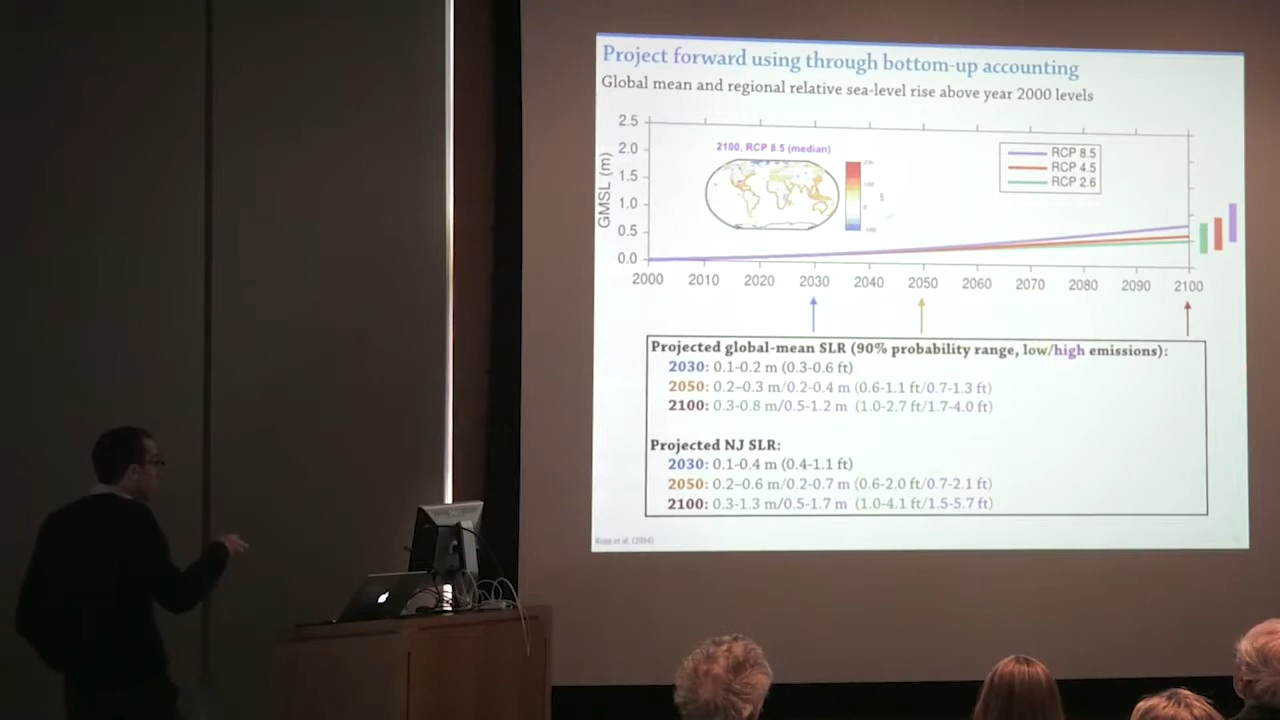 Project forward using through bottom-up accounting
Global mean and regional relative sea-level rise above year 2000 levels
GMSL (m)
2.5
2.0
1.5
1.0
0.5
0.0
2100, RCP 8.5 (median)
RCP 8.5
RCP 4.5
RCP 2.6
2000 2010 2020 2030 2040 2050 2060 2070 2080 2090 2100
Projected global-mean SLR (90% probability range, low/high emissions):
2030: 0.1-0.2 m (0.3-0.6 ft)
2050: 0.2–0.3 m/0.2-0.4 m (0.6-1.1 ft/0.7-1.3 ft)
2100: 0.3-0.8 m/0.5-1.2 m (1.0-2.7 ft/1.7-4.0 ft)
Projected NJ SLR:
2030: 0.1-0.4 m (0.4-1.1 ft)
2050: 0.2–0.6 m/0.2-0.7 m (0.6-2.0 ft/0.7-2.1 ft)
2100: 0.3-1.3 m/0.5-1.7 m (1.0-4.1 ft/1.5-5.7 ft)
Kopp et al. (2014)